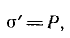 σ′ = P,